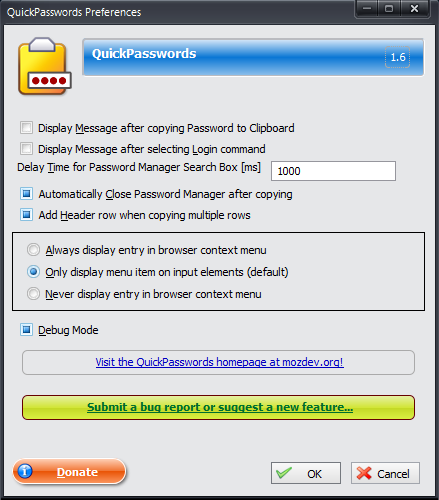 QuickPasswords Preferences
QuickPasswords
1.6
Display Message after copying Password to Clipboard
Display Message after selecting Login command
Delay Time for Password Manager Search Box [ms]
1000
Automatically Close Password Manager after copying
Add Header row when copying multiple rows
Always display entry in browser context menu
Only display menu item on input elements (default)
Never display entry in browser context menu
Debug Mode
Visit the QuickPasswords homepage at mozdev.org!
Submit a bug report or suggest a new feature...
Donate
OK
Cancel